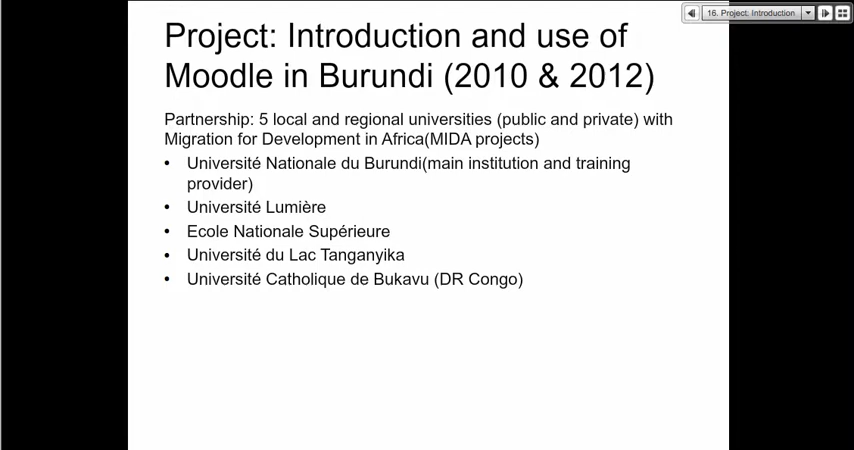 16. Project: Introduction
Project: Introduction and use of
Moodle in Burundi (2010 & 2012)
Partnership: 5 local and regional universities (public and private) with
Migration for Development in Africa(MIDA projects)
• Université Nationale du Burundi(main institution and training
provider)
• Université Lumière
• Ecole Nationale Supérieure
• Université du Lac Tanganyika
• Université Catholique de Bukavu (DR Congo)